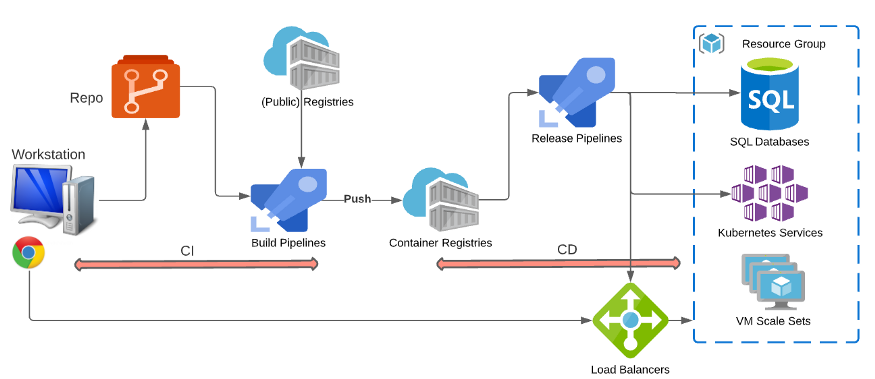 Resource Group
Repo
(Public) Registries
SQL
Release Pipelines
SQL Databases
Workstation
Push
Build Pipelines
Container Registries
Kubernetes Services
CI
CD
VM Scale Sets
Load Balancers